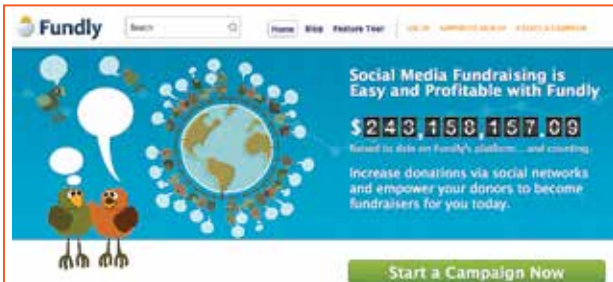 Fundly
Search
Home Blog Feature Tour
Social Media Fundraising is
Easy and Profitable with Fundly
$243,158,157.09
Raised to date on Fundly's platform... and counting.
Increase donations via social networks
and empower your donors to become
fundraisers for you today.
Start a Campaign Now